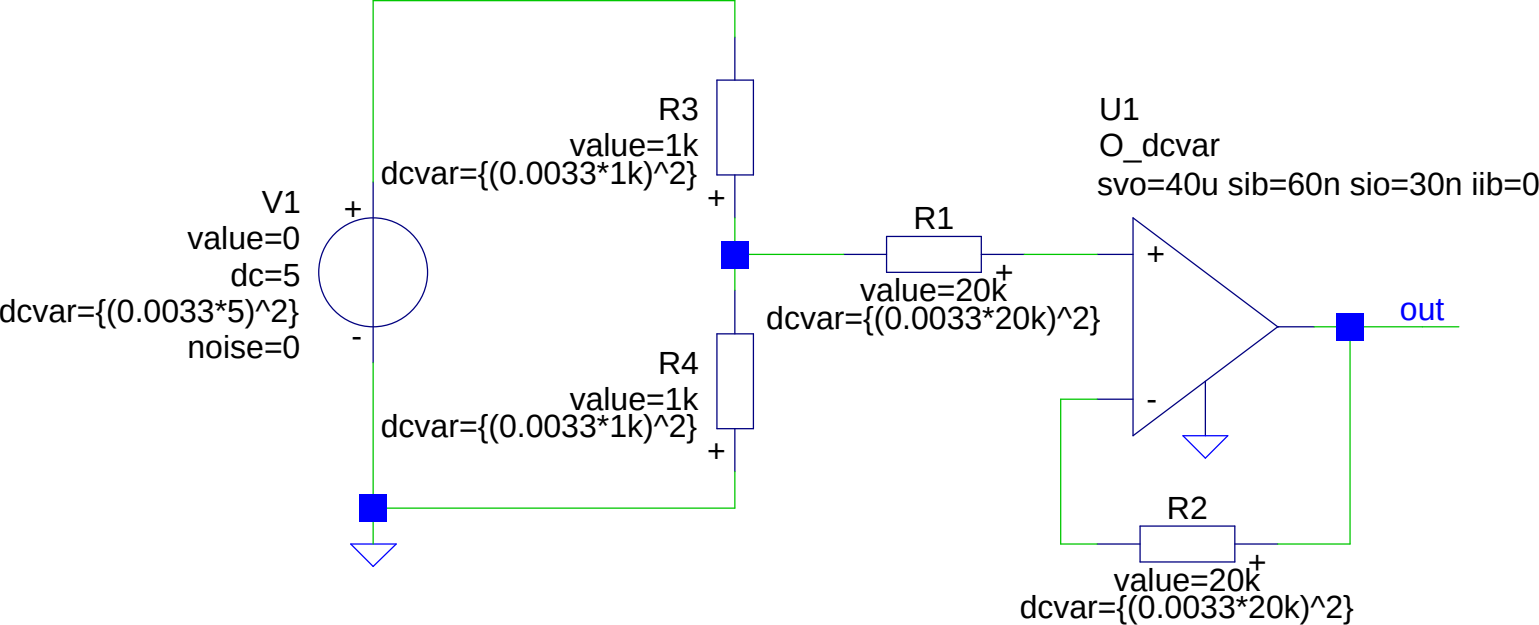 R3
value=1k
dcvar={(0.0033*1k)^2}
+
V1
+
value=0
dc=5
dcvar={(0.0033*5)^2}
-
noise=0
R4
value=1k
dcvar={(0.0033*1k)^2}
+
R1
+
value=20k
dcvar={(0.0033*20k)^2}
U1
O_dcvar
svo=40u sib=60n sio=30n iib=0
+
-
out
R2
+
value=20k
dcvar={(0.0033*20k)^2}